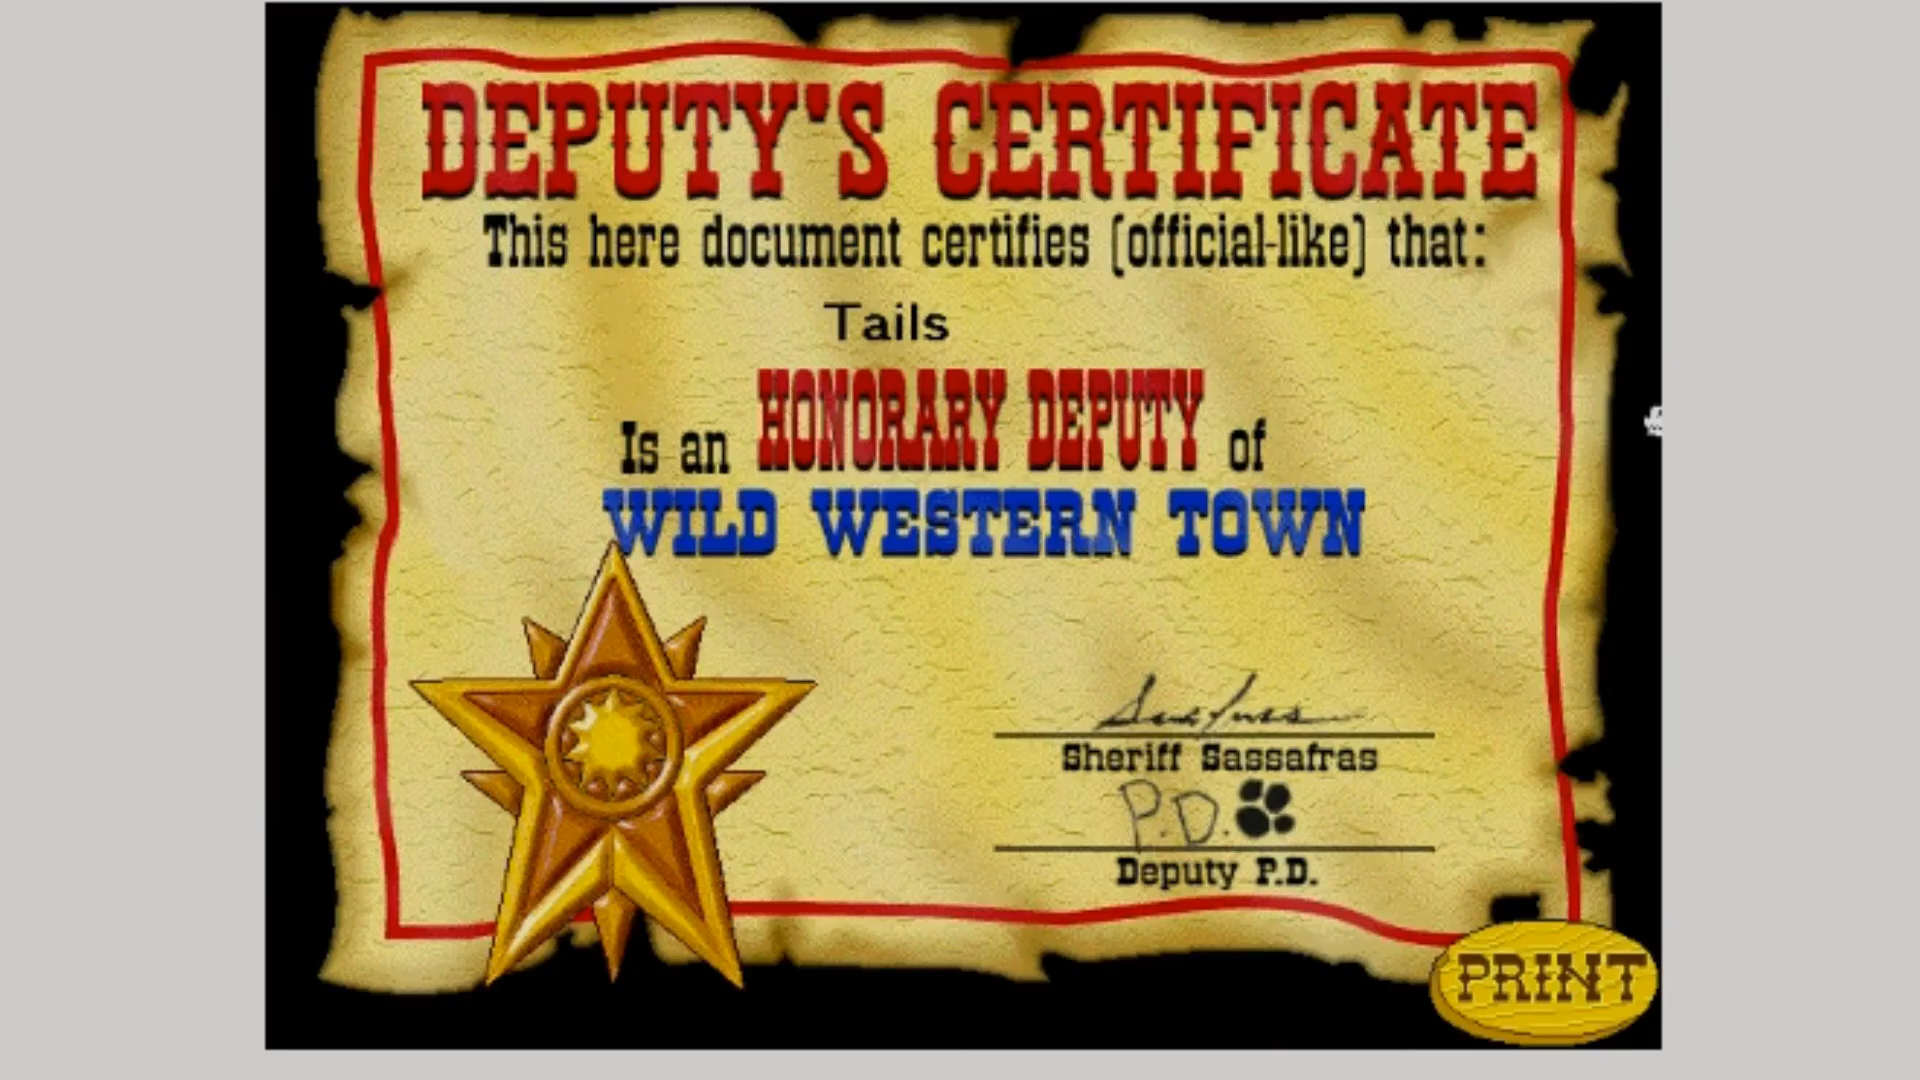 DEPUTY'S CERTIFICATE
This here document certifies (official-like) that:
Tails
Is an HONORARY DEPUTY of
WILD WESTERN TOWN
Sheriff Sassafras
P.D.
Deputy P.D.
PRINT